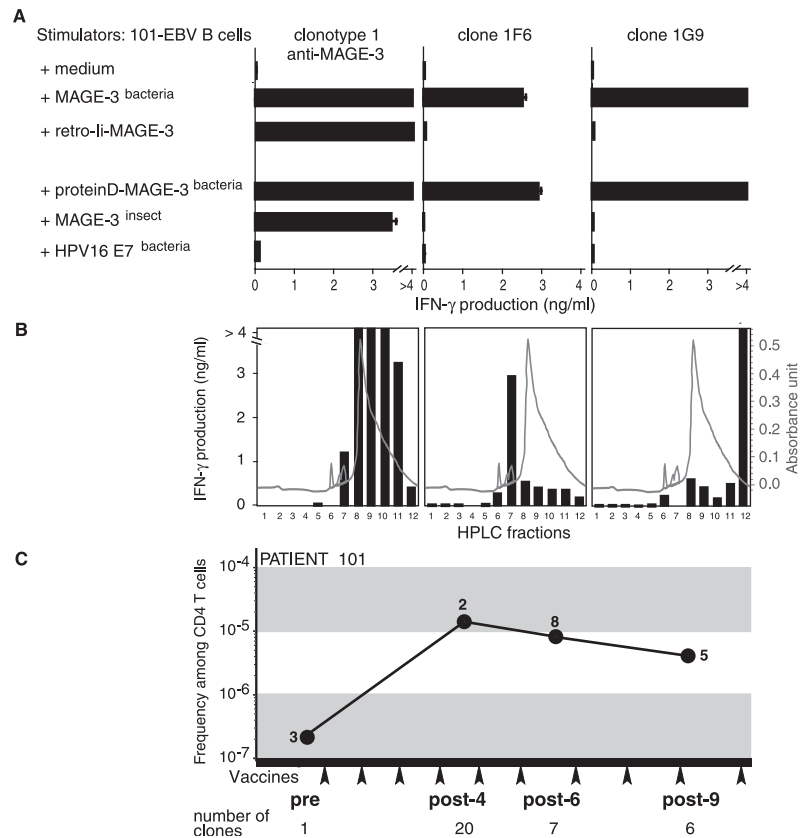 A
Stimulators: 101-EBV B cells
clonotype 1
anti-MAGE-3
clone 1F6
clone 1G9
+ medium
+ MAGE-3 bacteria
+ retro-Ii-MAGE-3
+ proteinD-MAGE-3 bacteria
+ MAGE-3 insect
+ HPV16 E7 bacteria
0 1 2 3 >4
0 1 2 3 4
0 1 2 3 >4
IFN-γ production (ng/ml)
B
IFN-γ production (ng/ml)
> 4
3
2
1
0
1 2 3 4 5 6 7 8 9 10 11 12
1 2 3 4 5 6 7 8 9 10 11 12
1 2 3 4 5 6 7 8 9 10 11 12
HPLC fractions
0.5
0.4
0.3
0.2
0.1
0.0
Absorbance unit
C
PATIENT 101
Frequency among CD4 T cells
10-4
10-5
10-6
10-7
3
2
8
5
Vaccines
pre post-4 post-6 post-9
number of
clones
1 20 7 6